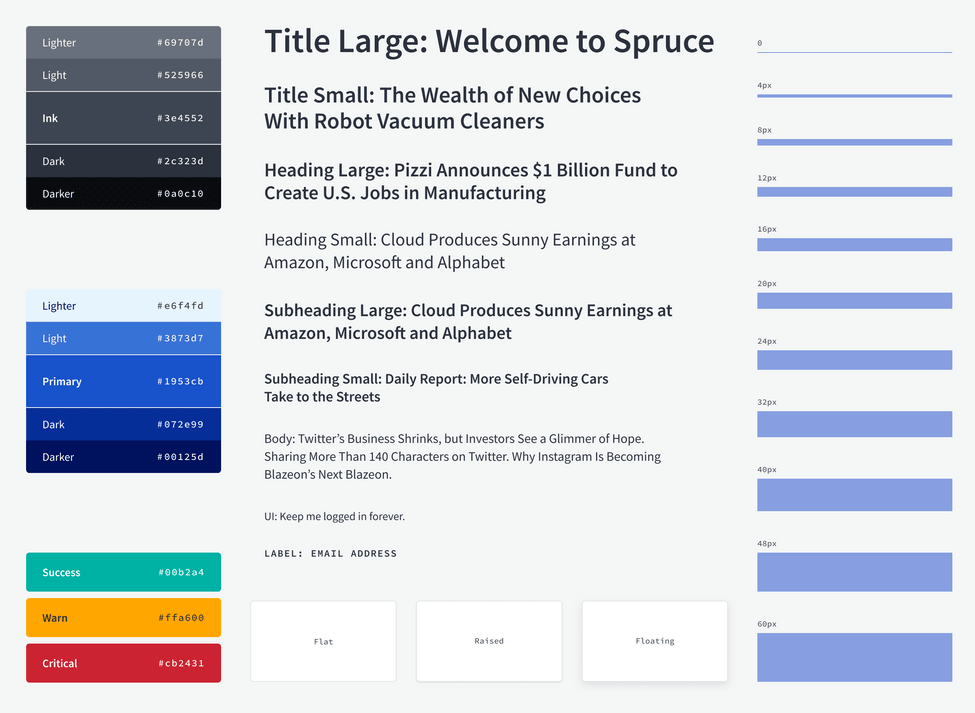 Lighter #69707d
Light #525966
Ink #3e4552
Dark #2c323d
Darker #0a0c10
Lighter #e6f4fd
Light #3873d7
Primary #1953cb
Dark #072e99
Darker #00125d
Success #00b2a4
Warn #ffa600
Critical #cb2431
Title Large: Welcome to Spruce
Title Small: The Wealth of New Choices
With Robot Vacuum Cleaners
Heading Large: Pizzi Announces $1 Billion Fund to
Create U.S. Jobs in Manufacturing
Heading Small: Cloud Produces Sunny Earnings at
Amazon, Microsoft and Alphabet
Subheading Large: Cloud Produces Sunny Earnings at
Amazon, Microsoft and Alphabet
Subheading Small: Daily Report: More Self-Driving Cars
Take to the Streets
Body: Twitter’s Business Shrinks, but Investors See a Glimmer of Hope.
Sharing More Than 140 Characters on Twitter. Why Instagram Is Becoming
Blazeon’s Next Blazeon.
UI: Keep me logged in forever.
LABEL: EMAIL ADDRESS
Flat
Raised
Floating
0
4px
8px
12px
16px
20px
24px
32px
40px
48px
60px